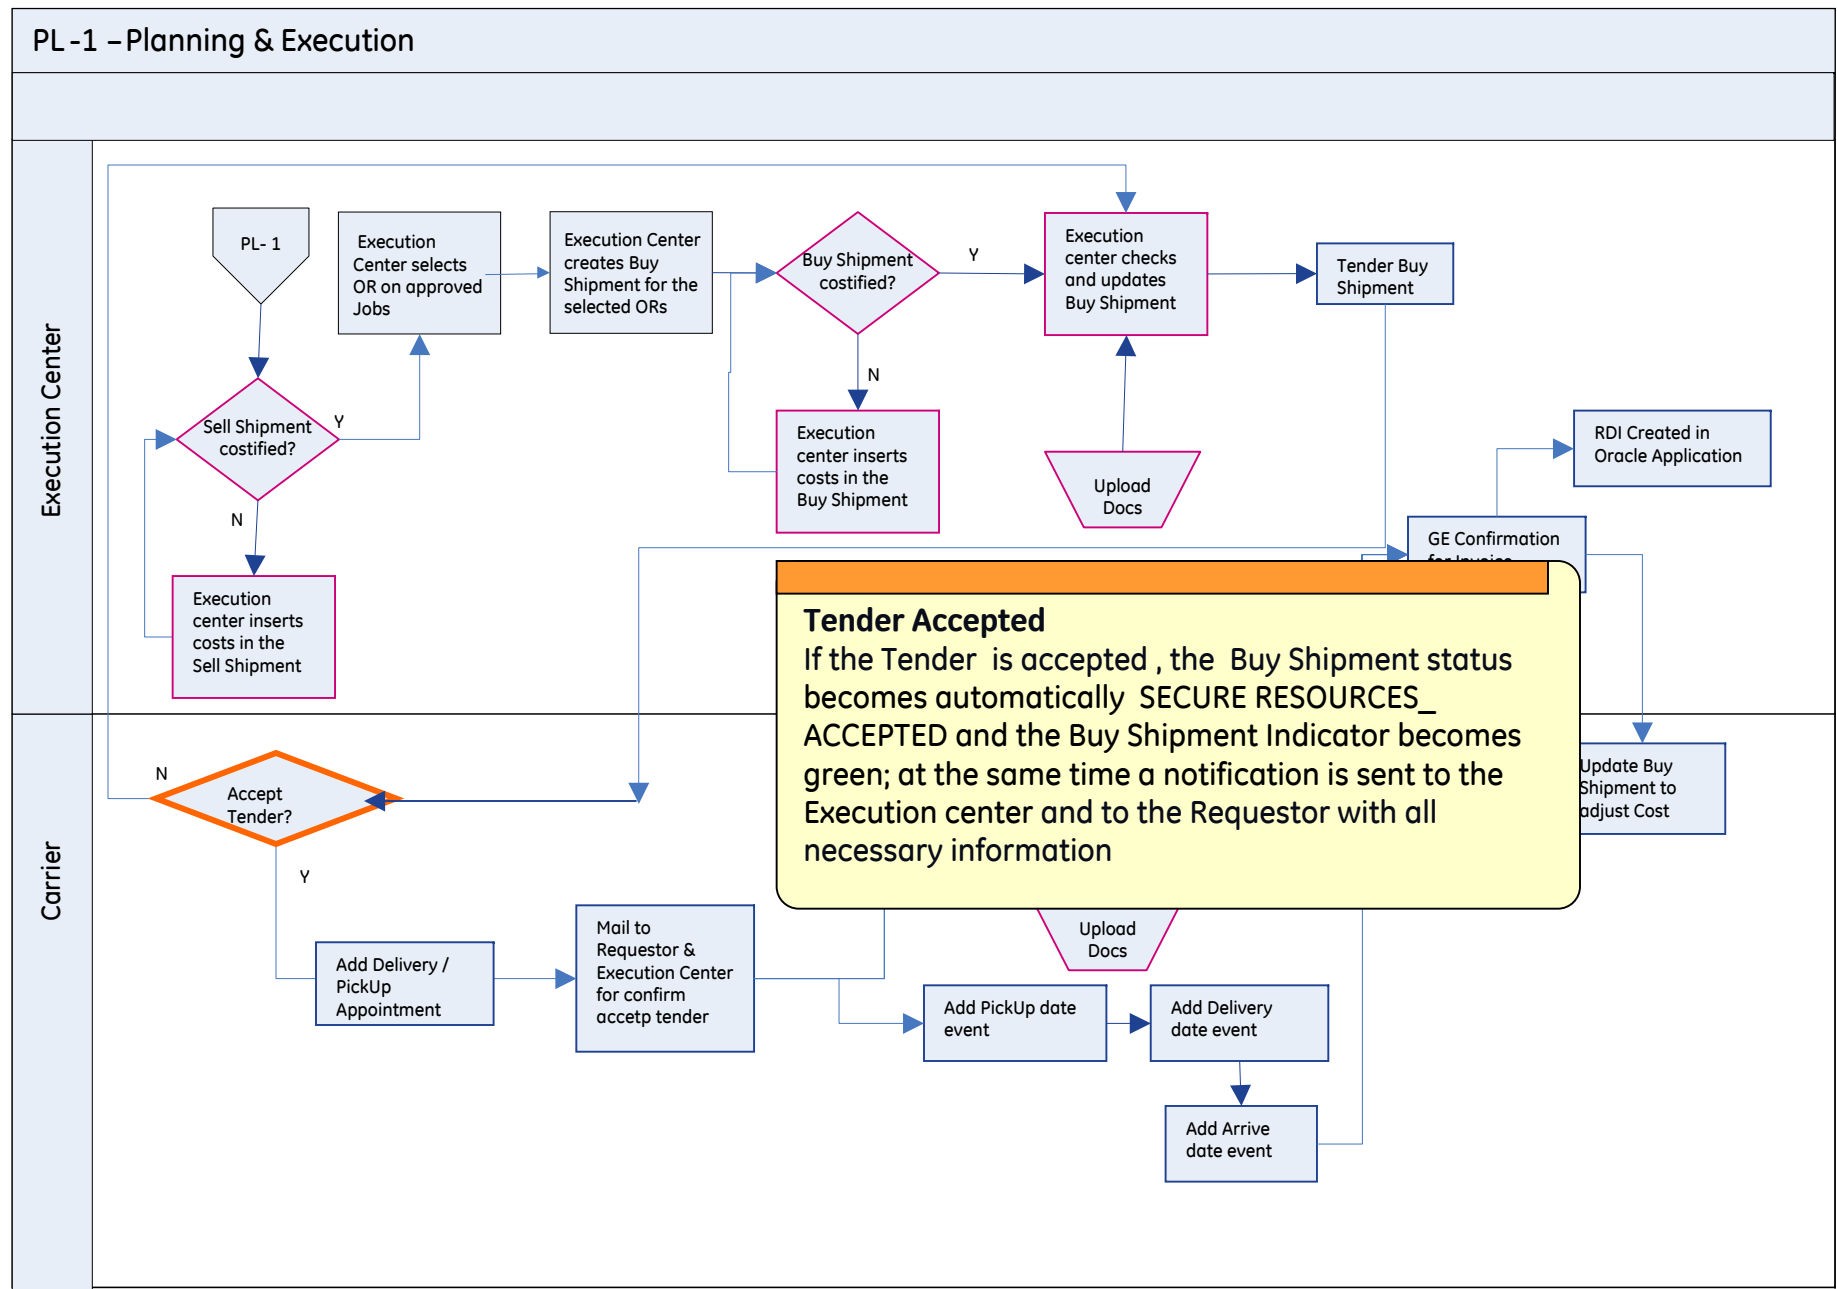 PL-1 – Planning & Execution
Execution Center
PL- 1
Execution
Center selects
OR on approved
Jobs
Execution Center
creates Buy
Shipment for the
selected ORs
Buy Shipment
costified?
Y
N
Execution
center checks
and updates
Buy Shipment
Tender Buy
Shipment
Sell Shipment
costified?
Y
N
Execution
center inserts
costs in the
Buy Shipment
Upload
Docs
RDI Created in
Oracle Application
GE Confirmation
for Invoice
Execution
center inserts
costs in the
Sell Shipment
Tender Accepted
If the Tender is accepted , the Buy Shipment status
becomes automatically SECURE RESOURCES_
ACCEPTED and the Buy Shipment Indicator becomes
green; at the same time a notification is sent to the
Execution center and to the Requestor with all
necessary information
Carrier
N
Accept
Tender?
Y
Update Buy
Shipment to
adjust Cost
Add Delivery /
PickUp
Appointment
Mail to
Requestor &
Execution Center
for confirm
accetp tender
Upload
Docs
Add PickUp date
event
Add Delivery
date event
Add Arrive
date event